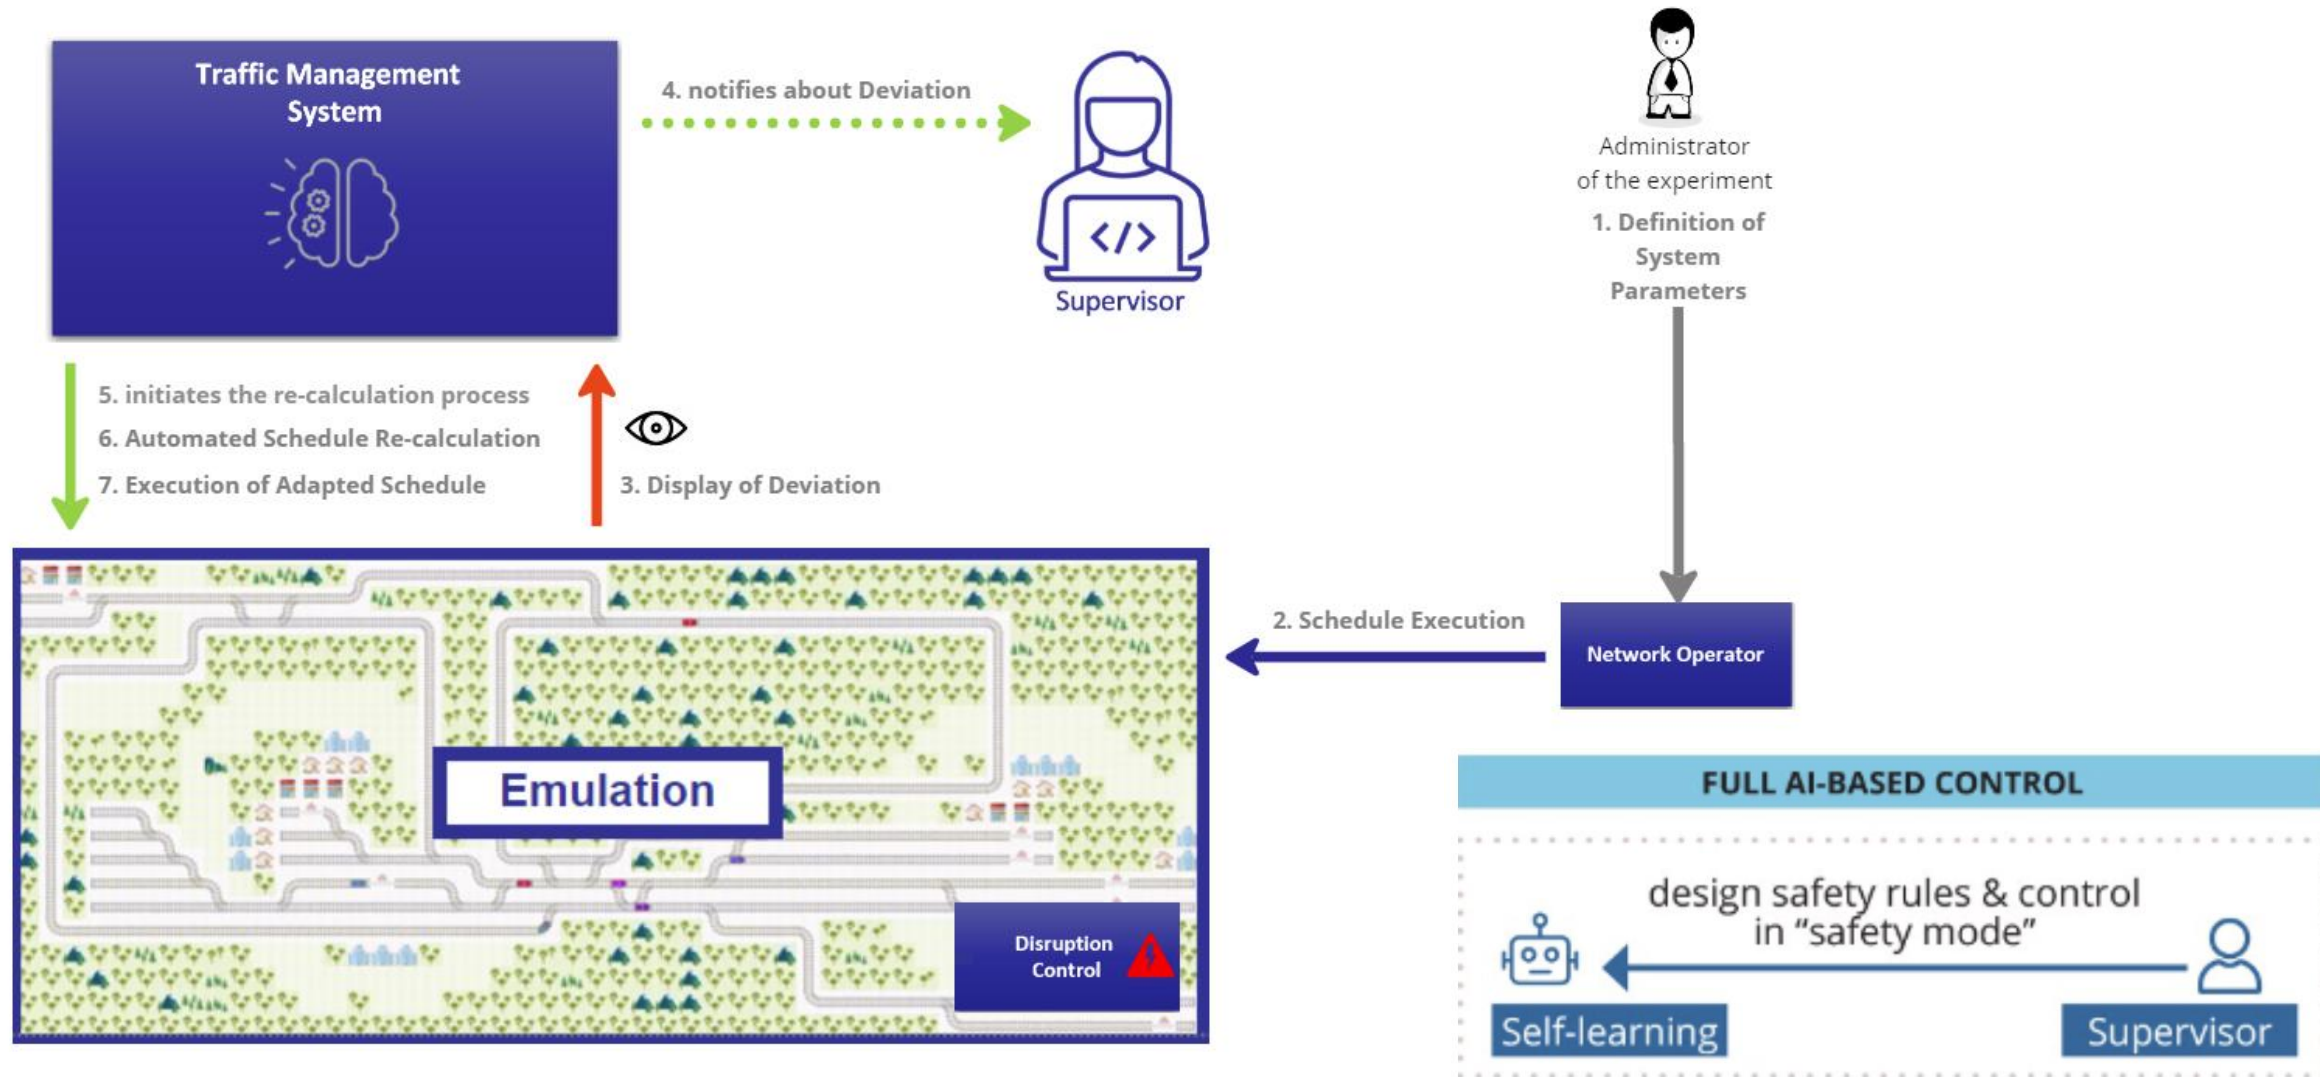 Traffic Management
System
4. notifies about Deviation
</>
Supervisor
Administrator
of the experiment
1. Definition of
System
Parameters
5. initiates the re-calculation process
6. Automated Schedule Re-calculation
7. Execution of Adapted Schedule
3. Display of Deviation
2. Schedule Execution
Network Operator
Emulation
Disruption
Control
FULL AI-BASED CONTROL
design safety rules & control
in “safety mode”
Self-learning
Supervisor